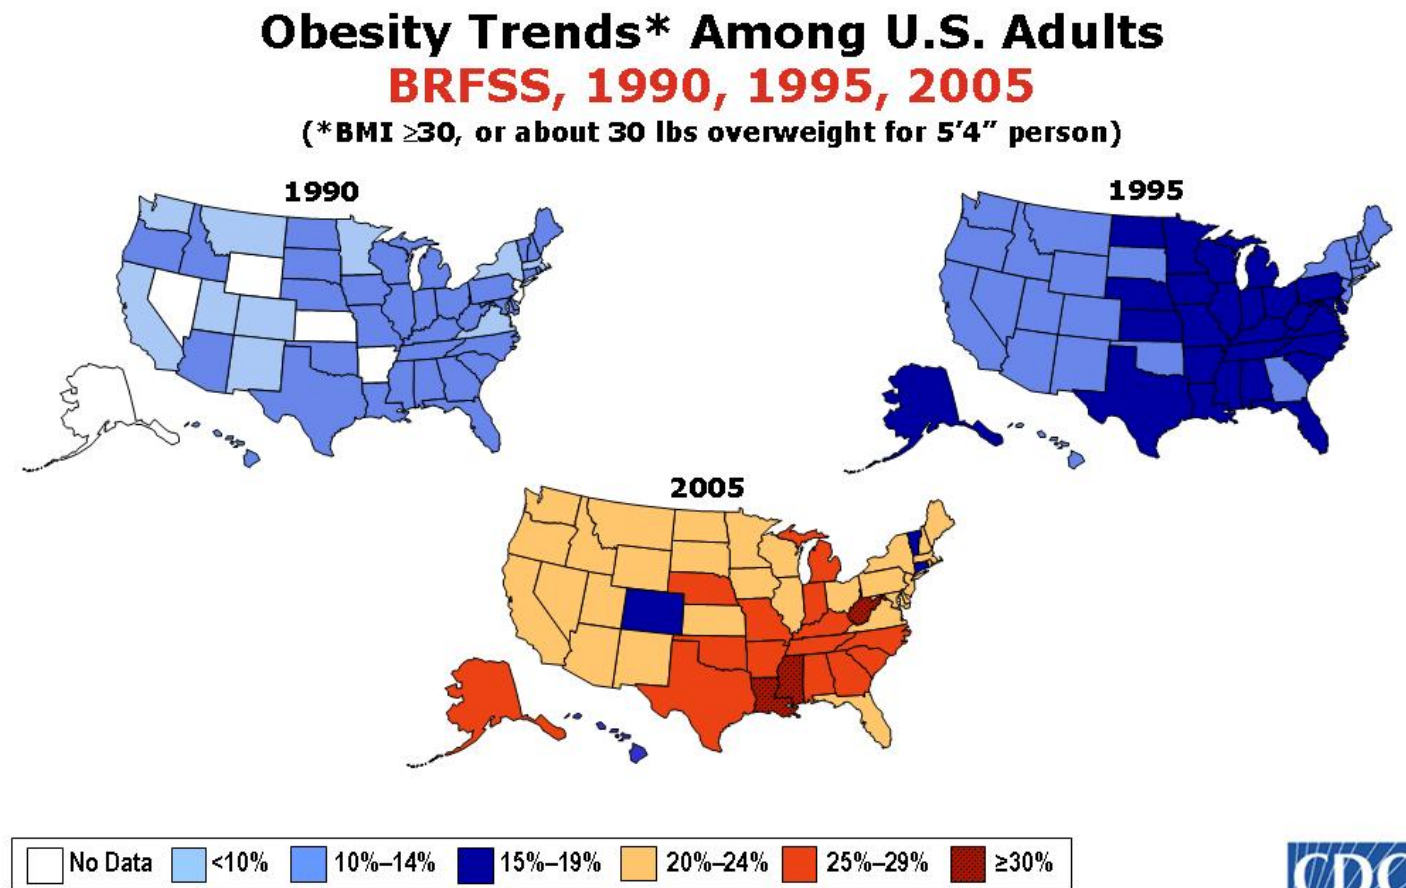 Obesity Trends* Among U.S. Adults
BRFSS, 1990, 1995, 2005
(*BMI ≥30, or about 30 lbs overweight for 5’4” person)
1990
1995
2005
No Data <10% 10%–14% 15%–19% 20%–24% 25%–29% ≥30%
CDC